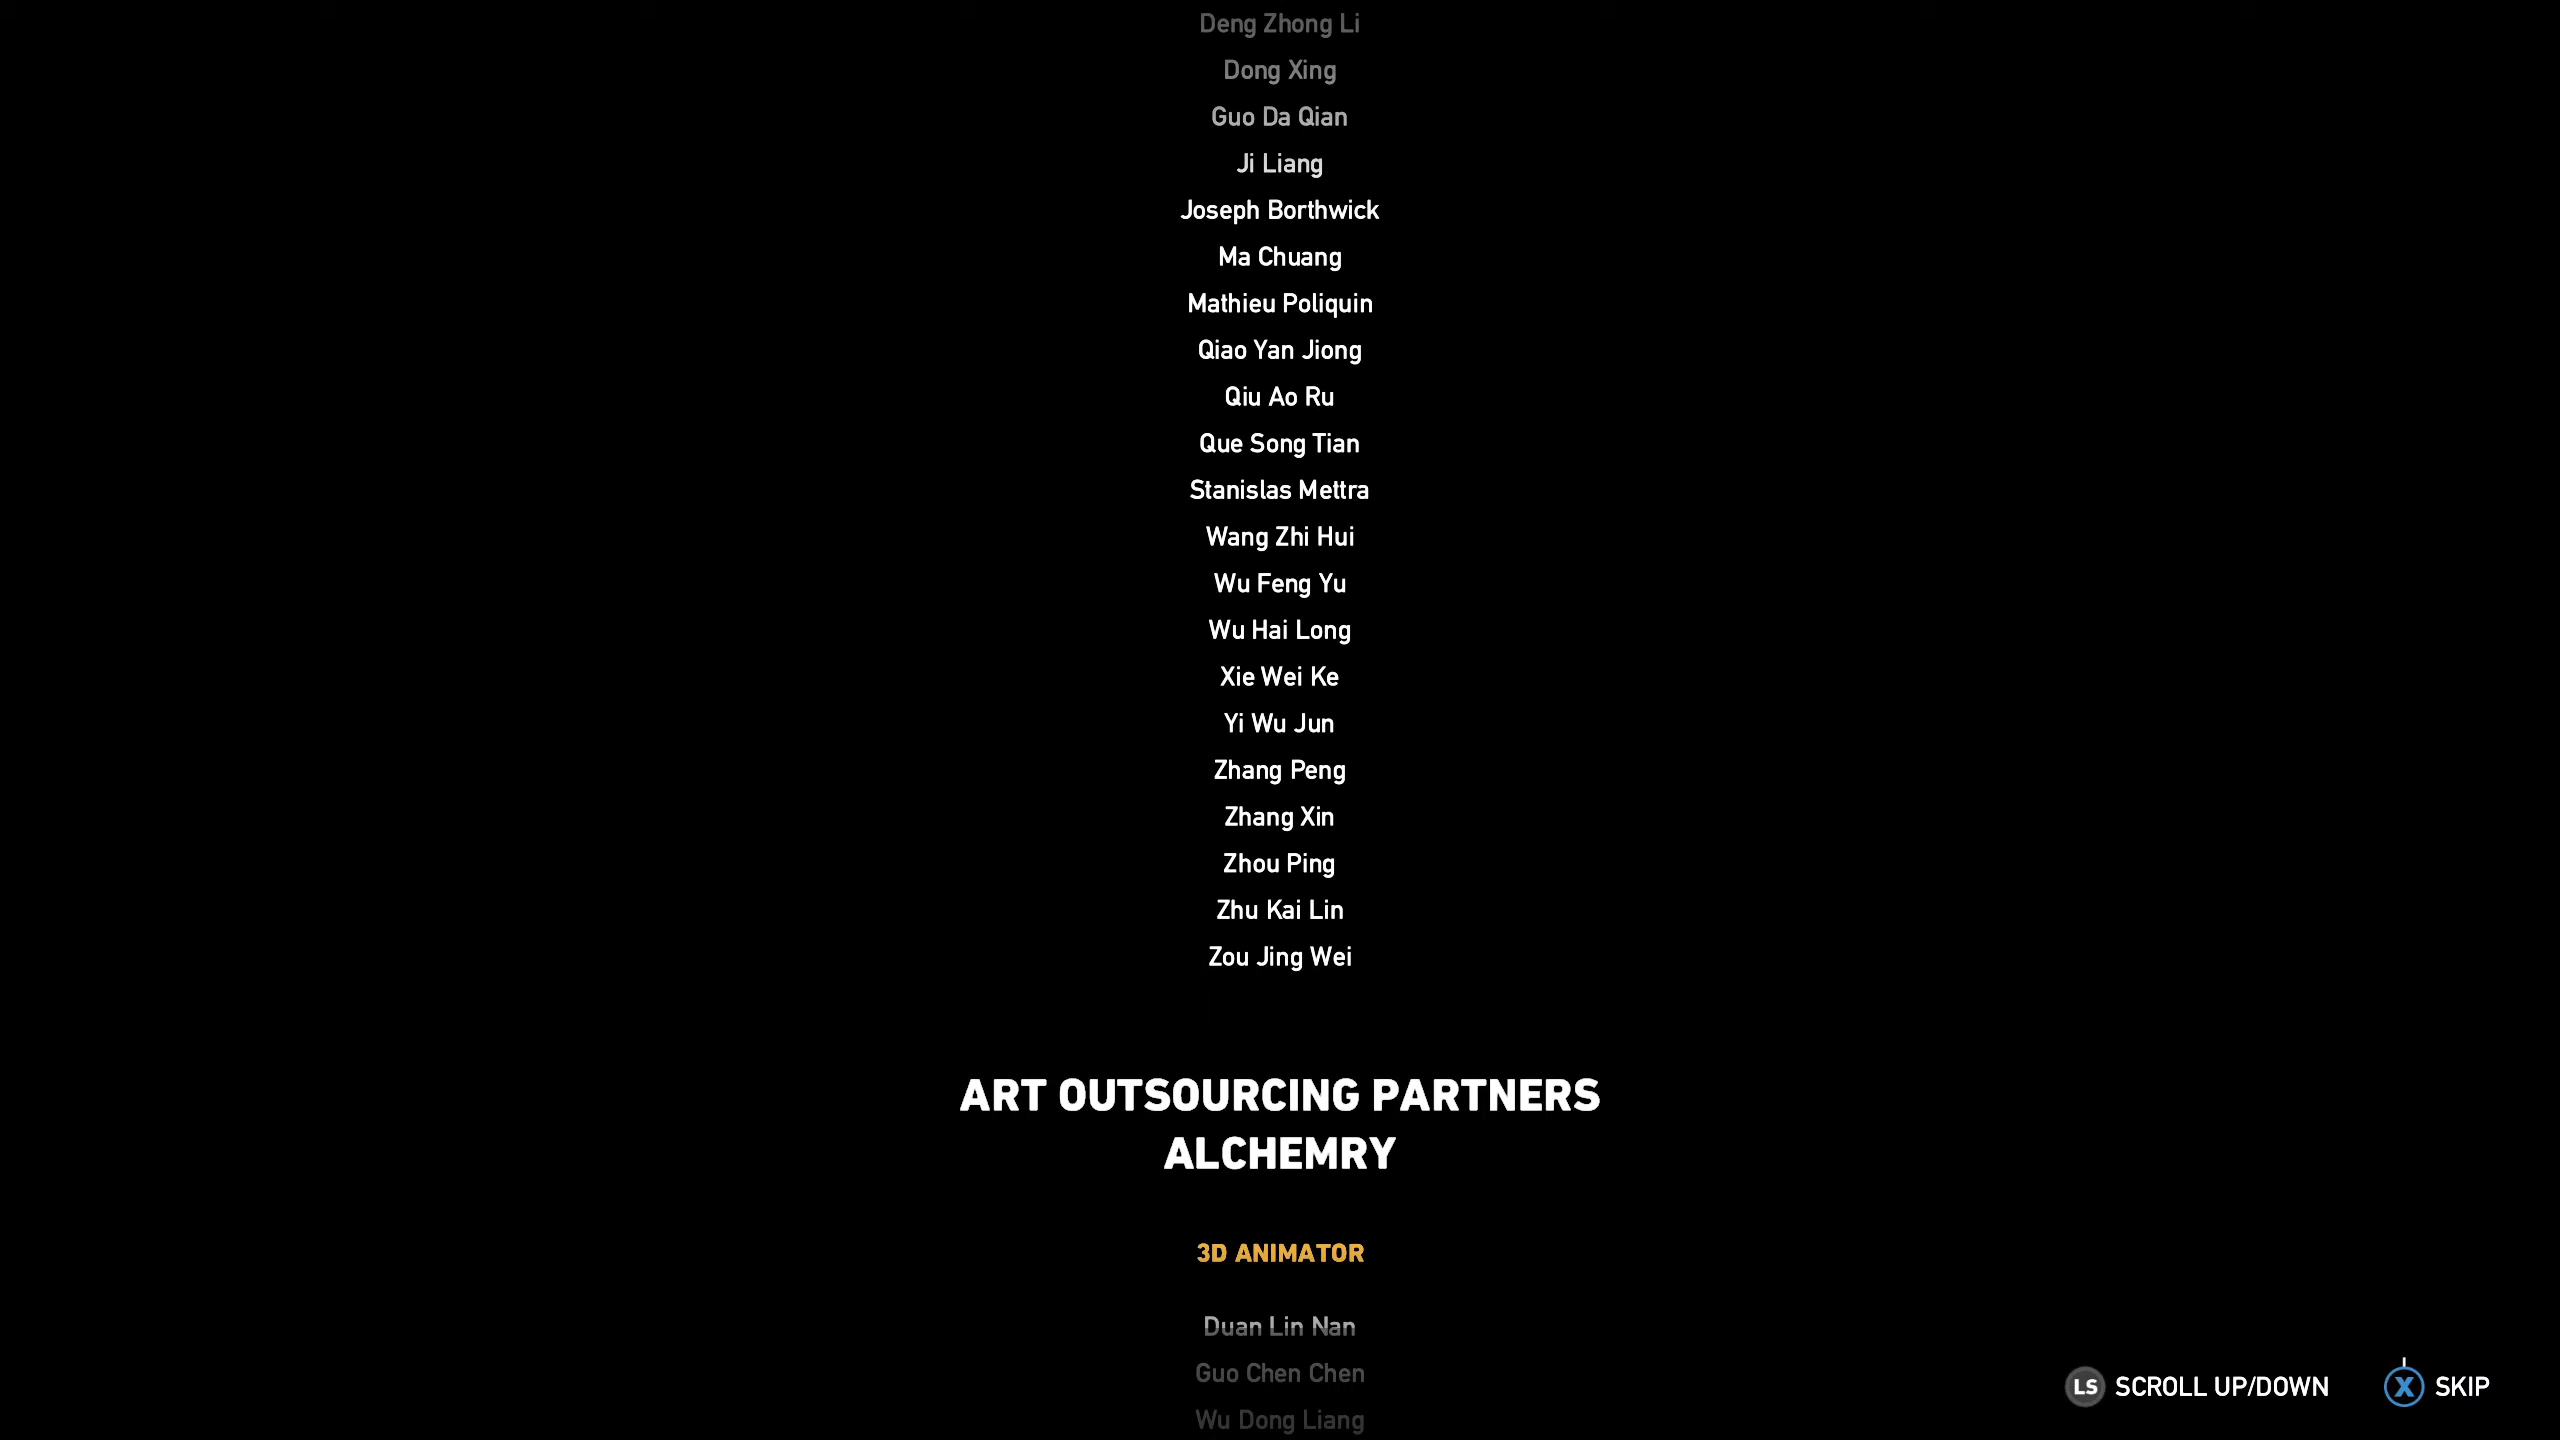 Deng Zhong Li
Dong Xing
Guo Da Qian
Ji Liang
Joseph Borthwick
Ma Chuang
Mathieu Poliquin
Qiao Yan Jiong
Qiu Ao Ru
Que Song Tian
Stanislas Mettra
Wang Zhi Hui
Wu Feng Yu
Wu Hai Long
Xie Wei Ke
Yi Wu Jun
Zhang Peng
Zhang Xin
Zhou Ping
Zhu Kai Lin
Zou Jing Wei
ART OUTSOURCING PARTNERS
ALCHEMRY
3D ANIMATOR
Duan Lin Nan
Guo Chen Chen
Wu Dong Liang
LS SCROLL UP/DOWN X SKIP